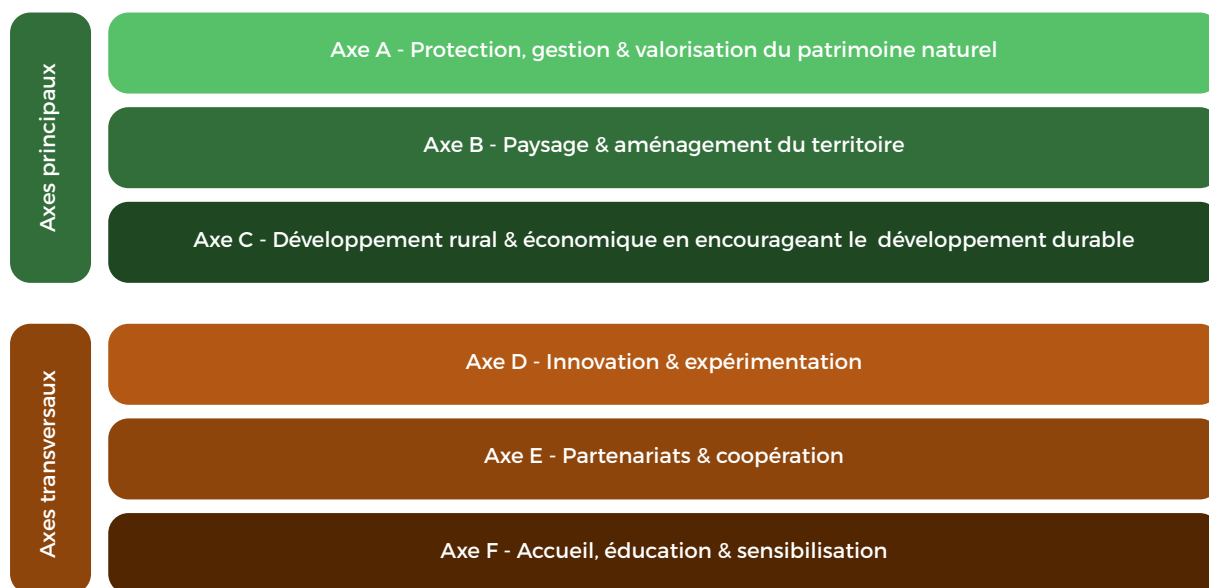 Axes principaux
Axe A - Protection, gestion & valorisation du patrimoine naturel
Axe B - Paysage & aménagement du territoire
Axe C - Développement rural & économique en encourageant le  développement durable
Axes transversaux
Axe D - Innovation & expérimentation
Axe E - Partenariats & coopération
Axe F - Accueil, éducation & sensibilisation